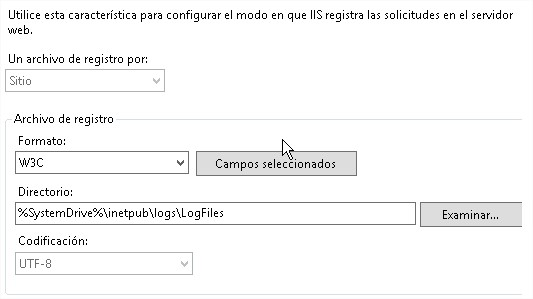 Utilice esta característica para configurar el modo en que IIS registra las solicitudes en el servidor
web.
Un archivo de registro por:
Sitio
Archivo de registro
Formato:
W3C
Campos seleccionados
Directorio:
%SystemDrive%\inetpub\logs\LogFiles
Examinar...
Codificación:
UTF-8